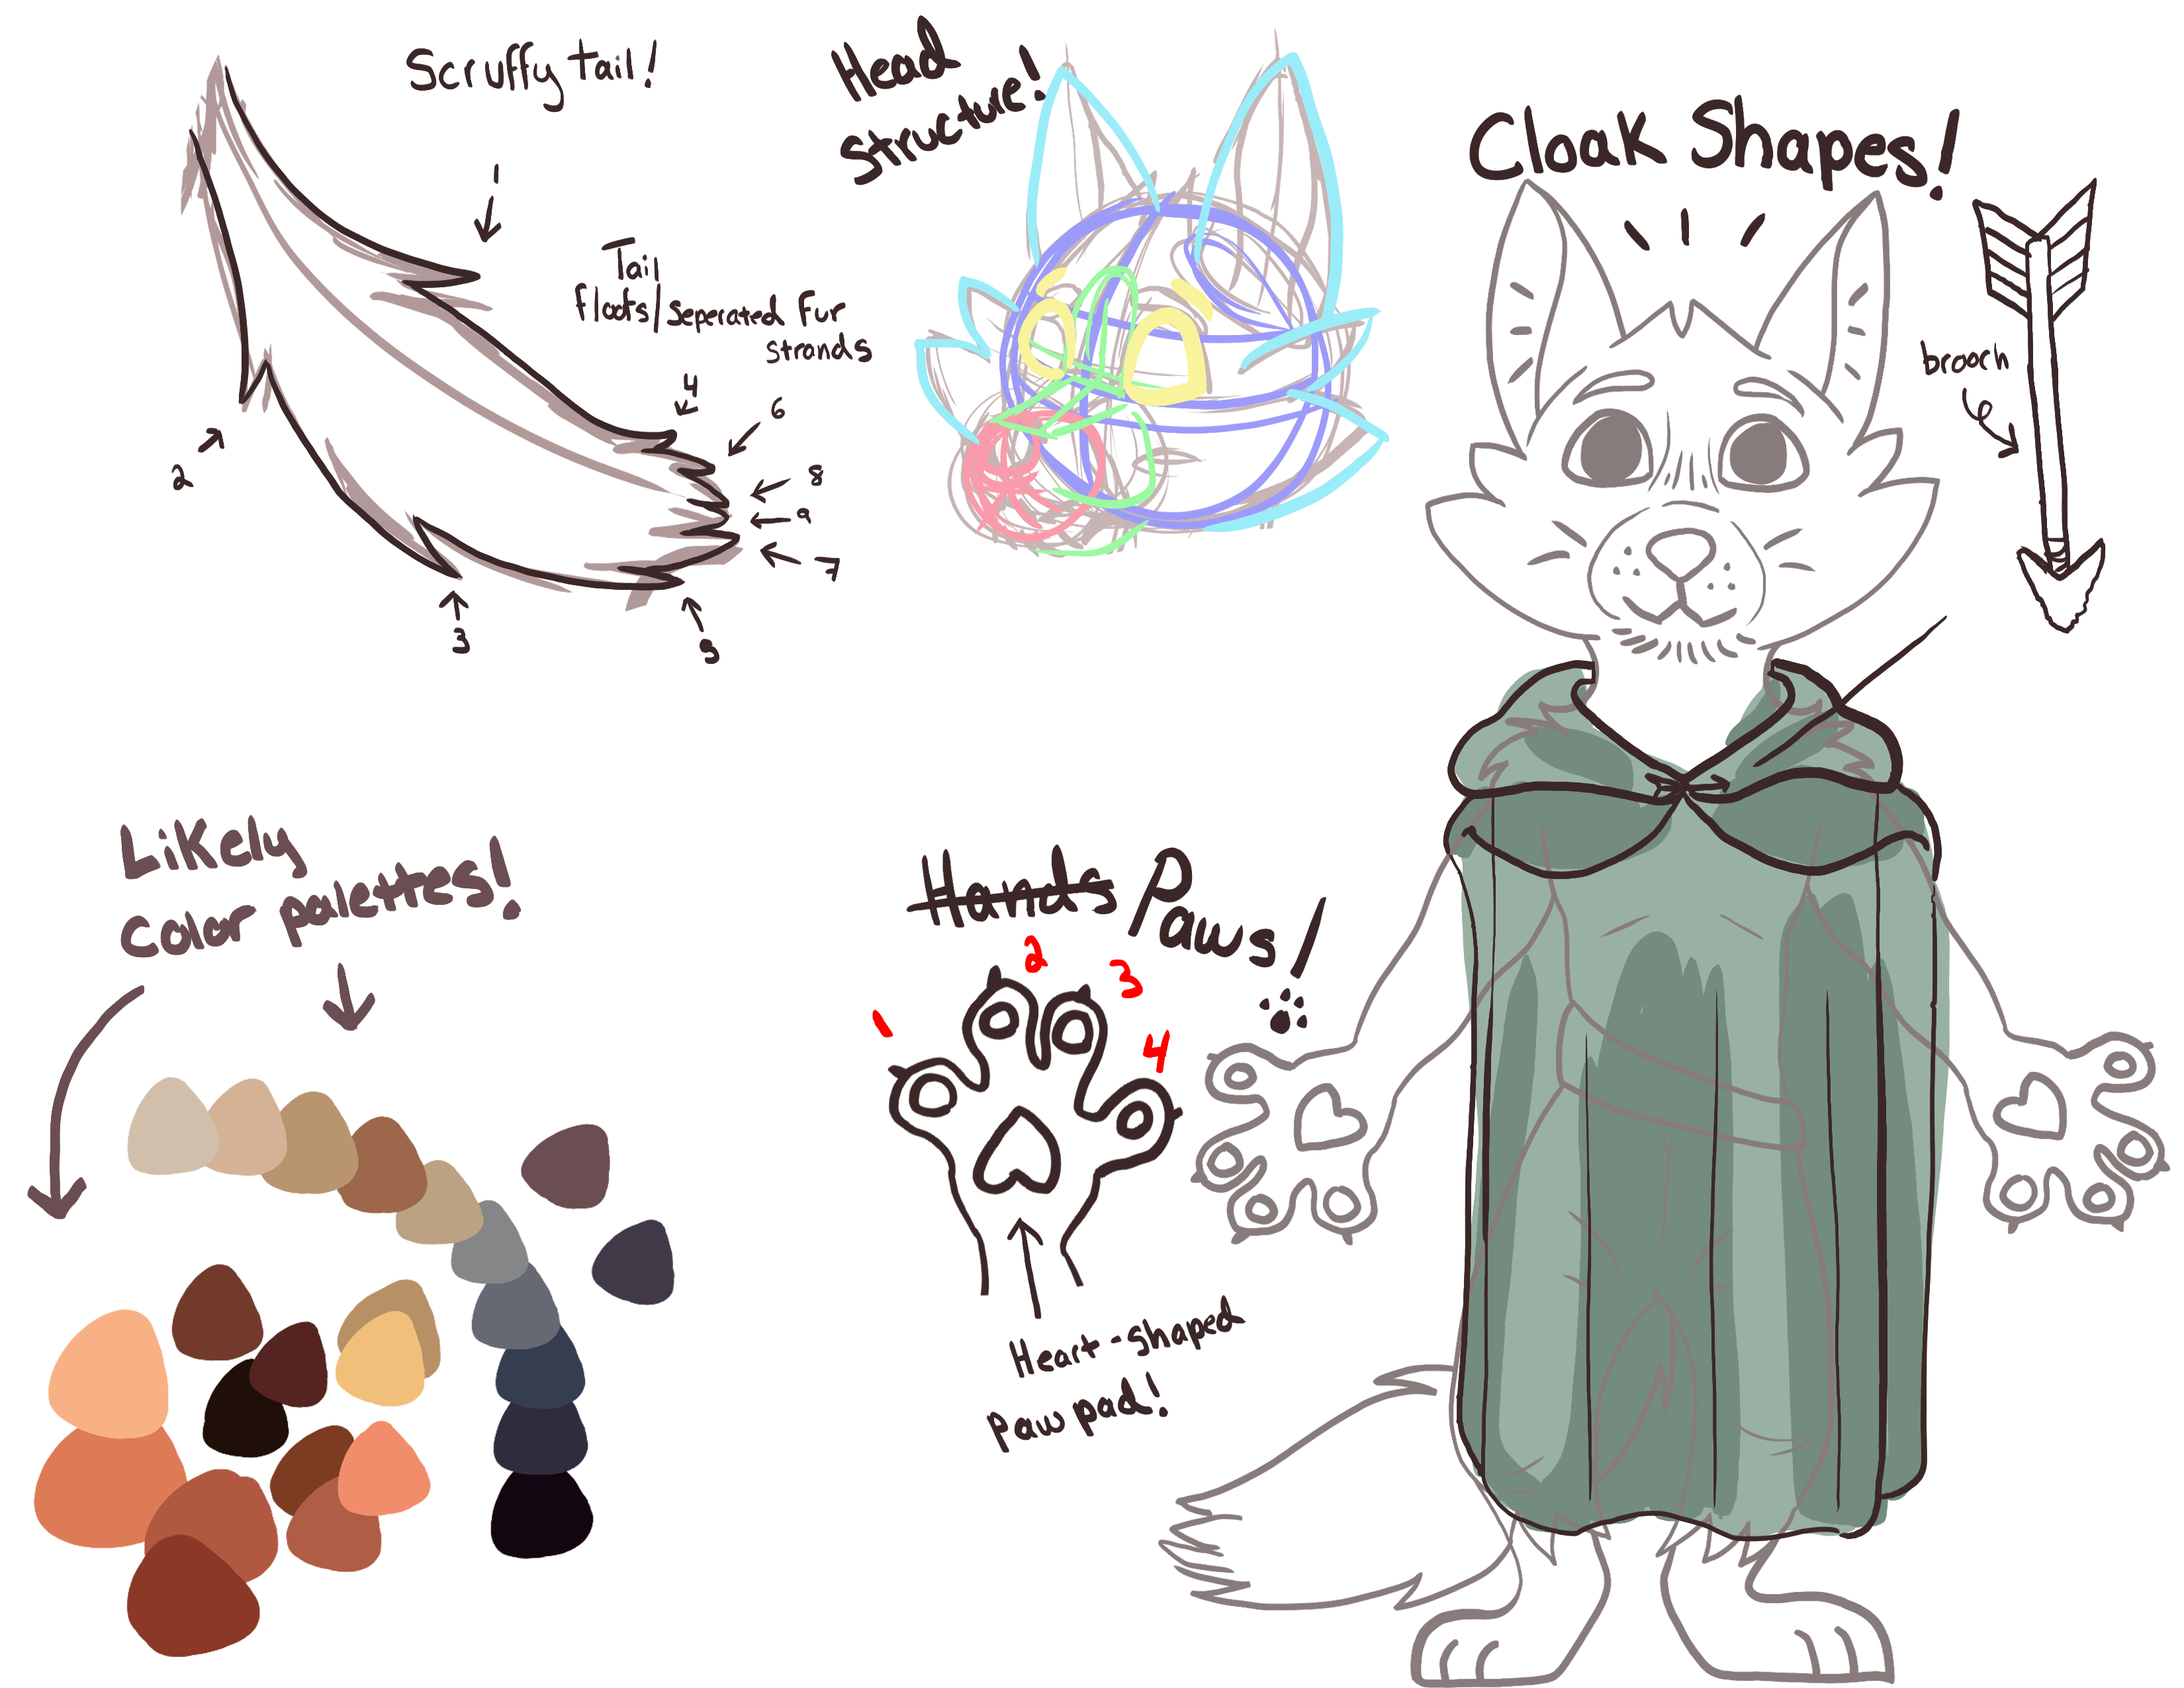 Scruffy tail!
1
Tail
floofs/seperated fur
strands
4
6
8
9
7
2
3
5
Head
structure!
Cloak Shapes!
brooch
Likely
color palettes!
Hands Paws!
1
2
3
4
Heart-shaped
paw pad!